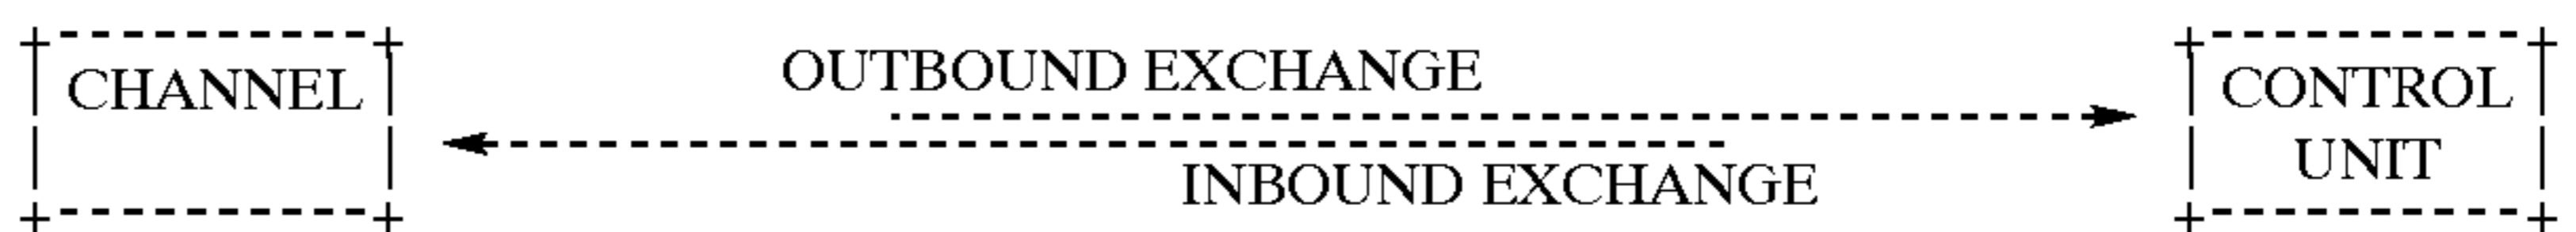 OUTBOUND EXCHANGE
CHANNEL
CONTROL
UNIT
INBOUND EXCHANGE